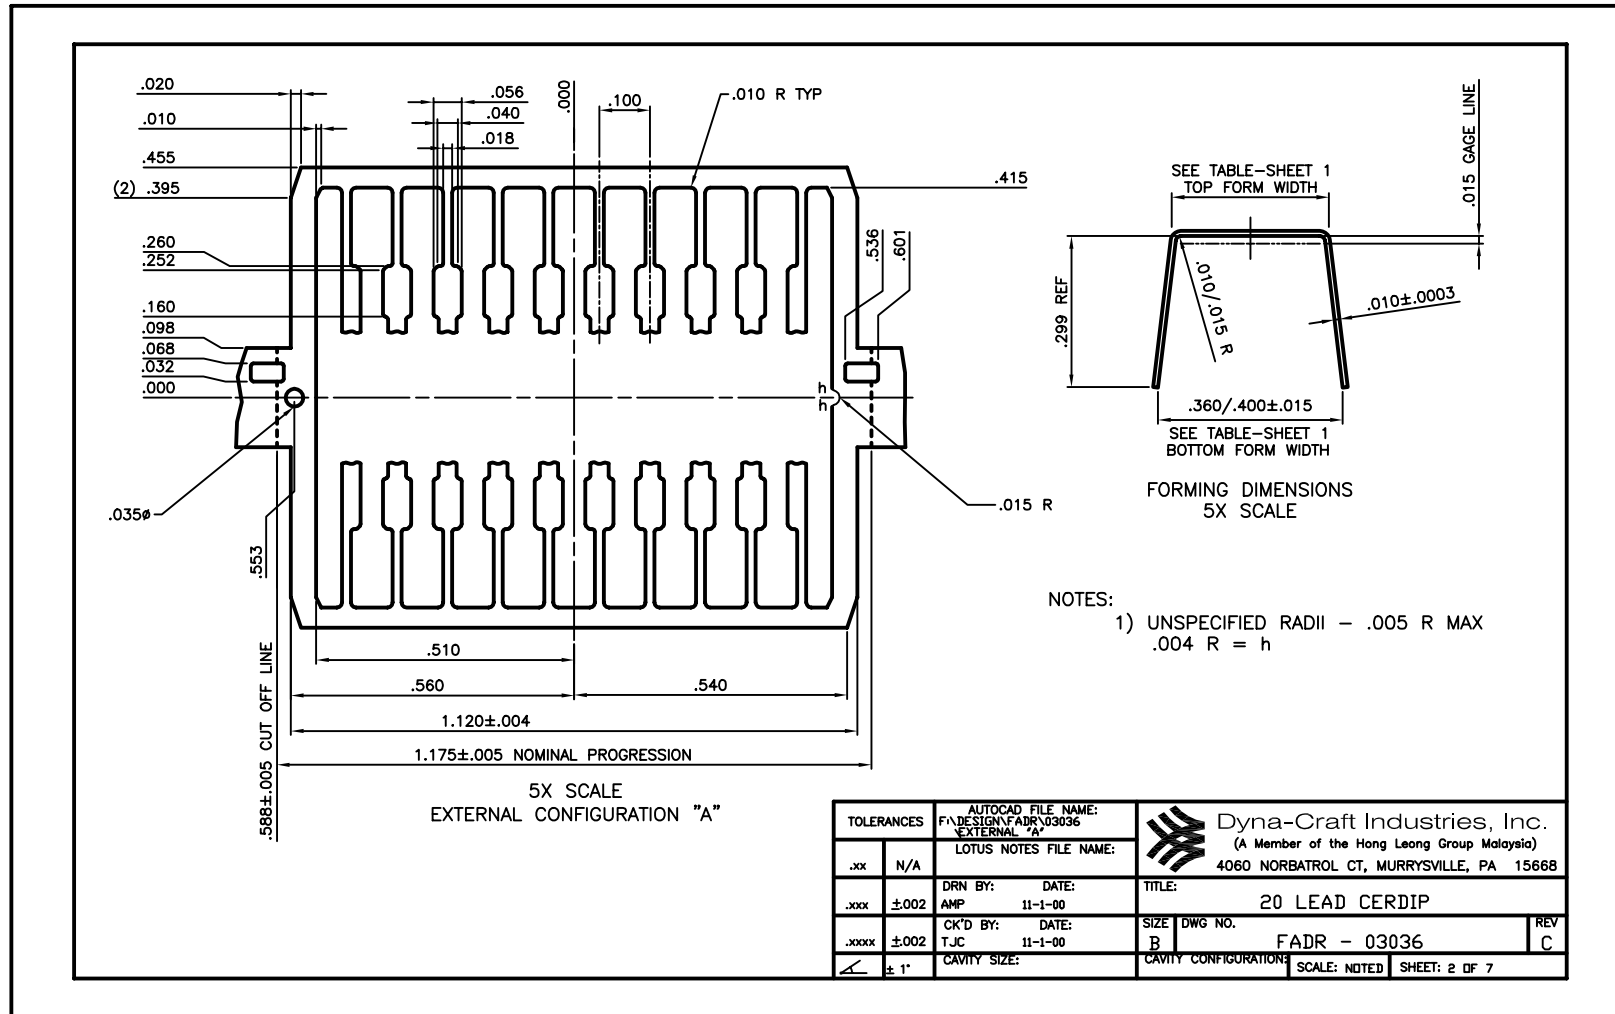 .020
.010
.455
(2) .395
.260
.252
.160
.098
.068
.032
.000
.035ø
.553
.588±.005 CUT OFF LINE
.056
.040
.018
.000
.100
.010 R TYP
.415
.536
.601
h
h
.015 R
.510
.560
.540
1.120±.004
1.175±.005 NOMINAL PROGRESSION
5X SCALE
EXTERNAL CONFIGURATION "A"
SEE TABLE-SHEET 1
TOP FORM WIDTH
.015 GAGE LINE
.299 REF
.010/.015 R
.010±.0003
.360/.400±.015
SEE TABLE-SHEET 1
BOTTOM FORM WIDTH
FORMING DIMENSIONS
5X SCALE
NOTES:
1) UNSPECIFIED RADII - .005 R MAX
.004 R = h
TOLERANCES
.xx N/A
.xxx ±.002
.xxxx ±.002
± 1°
AUTOCAD FILE NAME:
F:\DESIGN\FADR\03036
\EXTERNAL "A"
LOTUS NOTES FILE NAME:
DRN BY: DATE:
AMP 11-1-00
CK'D BY: DATE:
TJC 11-1-00
CAVITY SIZE:
Dyna-Craft Industries, Inc.
(A Member of the Hong Leong Group Malaysia)
4060 NORBATROL CT, MURRYSVILLE, PA 15668
TITLE:
20 LEAD CERDIP
SIZE DWG NO. REV
B FADR - 03036 C
CAVITY CONFIGURATION:
SCALE: NOTED SHEET: 2 OF 7